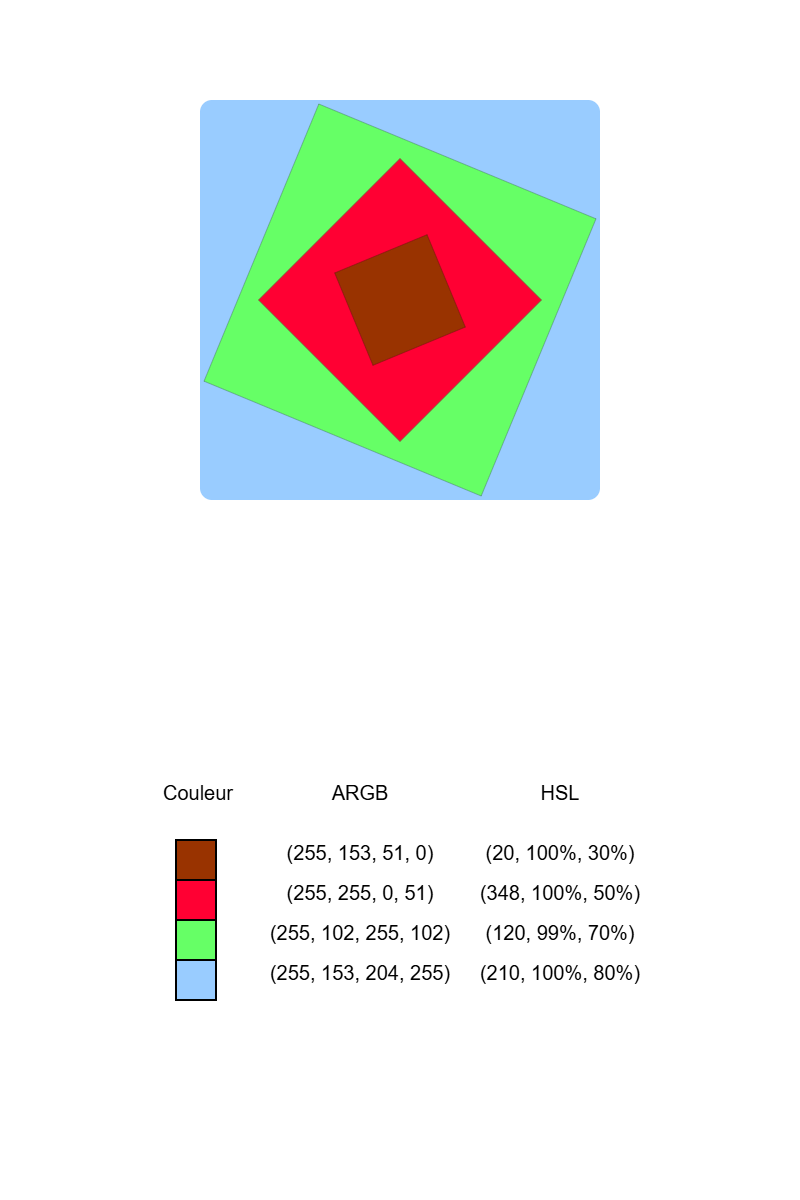 Couleur ARGB HSL
(255, 153, 51, 0) (20, 100%, 30%)
(255, 255, 0, 51) (348, 100%, 50%)
(255, 102, 255, 102) (120, 99%, 70%)
(255, 153, 204, 255) (210, 100%, 80%)